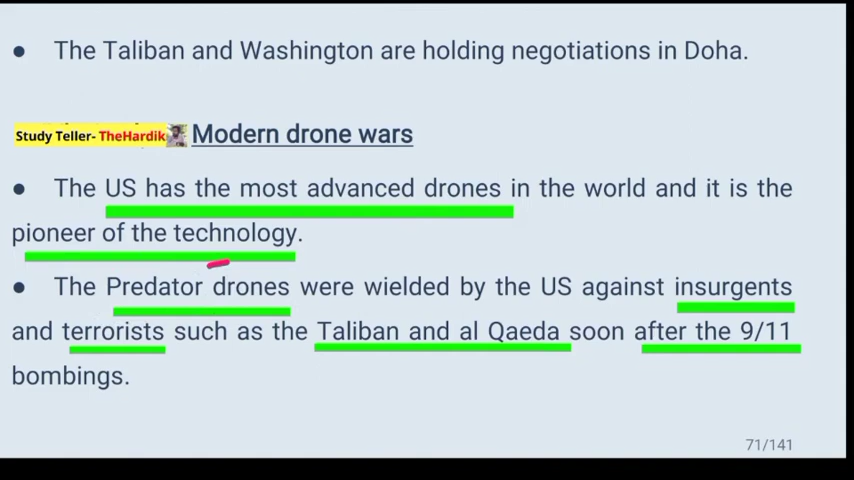 ● The Taliban and Washington are holding negotiations in Doha.
Study Teller- TheHardik Modern drone wars
● The US has the most advanced drones in the world and it is the
pioneer of the technology.
● The Predator drones were wielded by the US against insurgents
and terrorists such as the Taliban and al Qaeda soon after the 9/11
bombings.
71/141